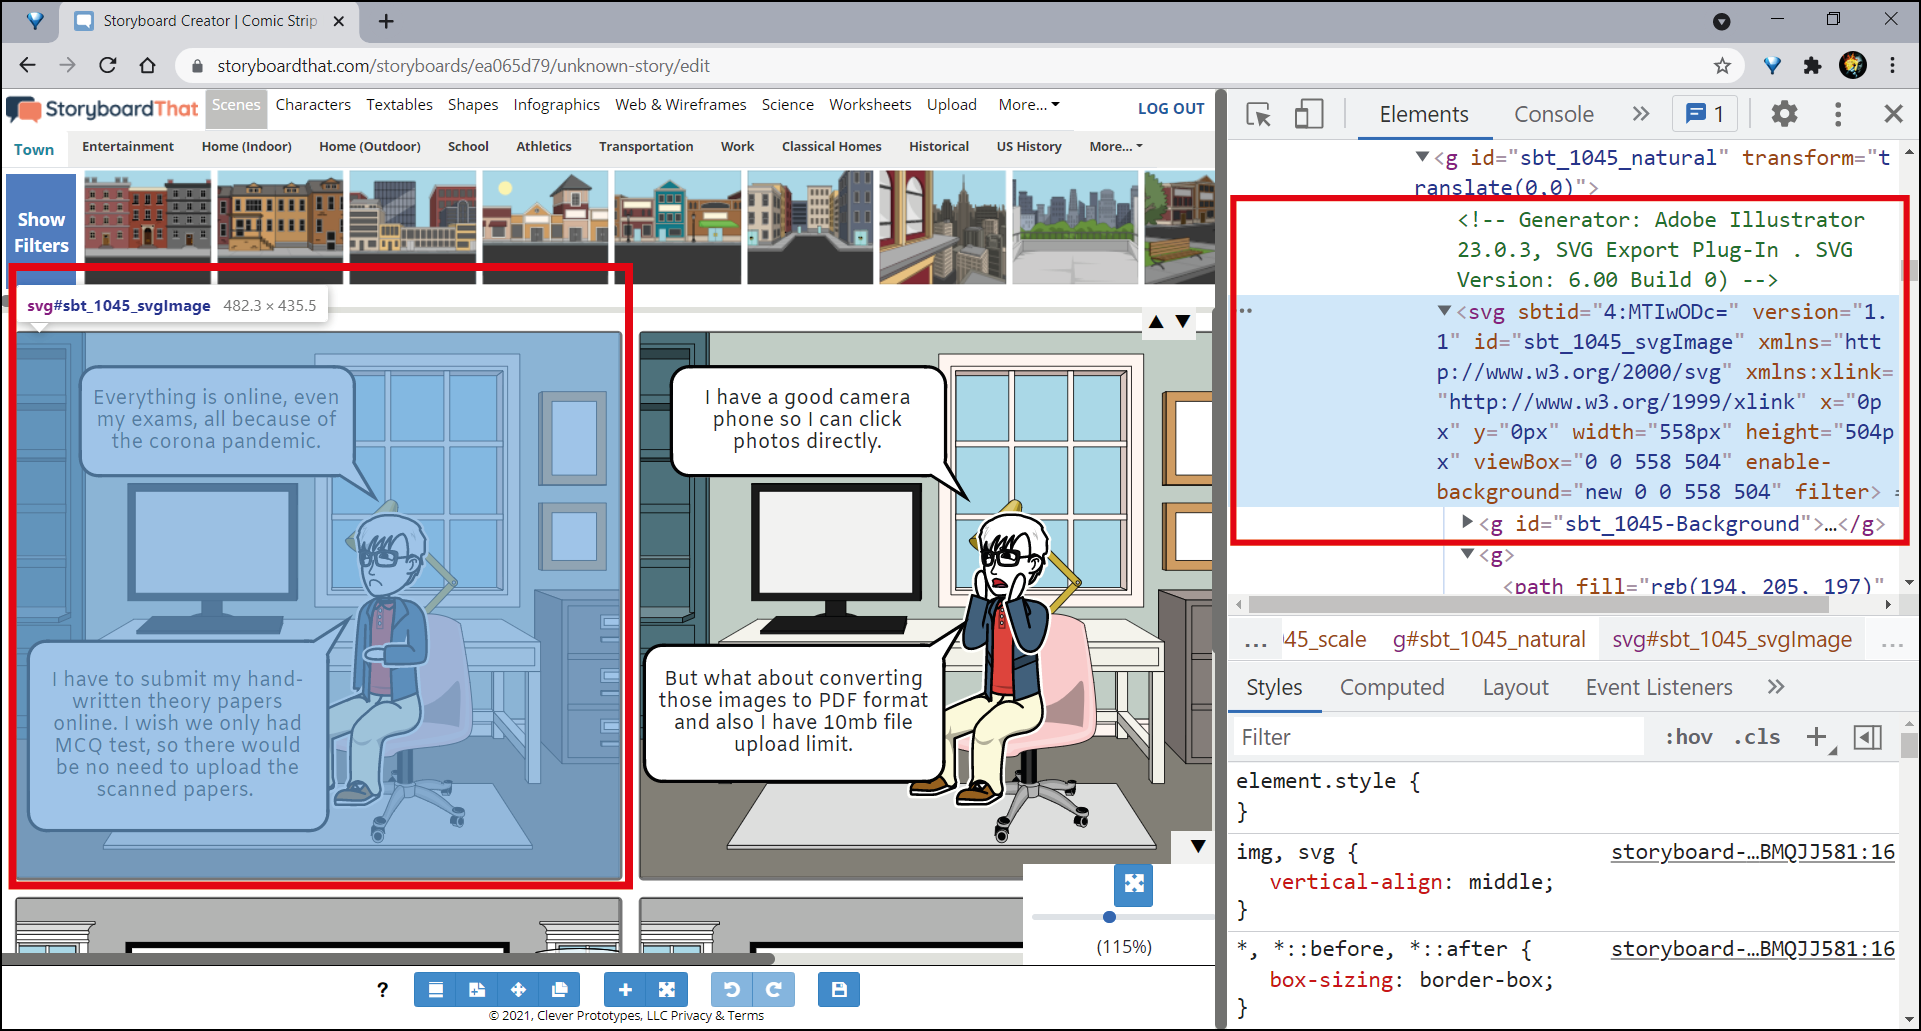 Storyboard Creator | Comic Strip
storyboardthat.com/storyboards/ea065d79/unknown-story/edit
StoryboardThat
Scenes Characters Textables Shapes Infographics Web & Wireframes Science Worksheets Upload More... LOG OUT
Town Entertainment Home (Indoor) Home (Outdoor) School Athletics Transportation Work Classical Homes Historical US History More...
Show
Filters
svg#sbt_1045_svgImage 482.3 × 435.5
Everything is online, even
my exams, all because of
the corona pandemic.
I have to submit my hand-
written theory papers
online. I wish we only had
MCQ test, so there would
be no need to upload the
scanned papers.
I have a good camera
phone so I can click
photos directly.
But what about converting
those images to PDF format
and also I have 10mb file
upload limit.
(115%)
?
© 2021, Clever Prototypes, LLC Privacy & Terms
Elements Console » 1
<g id="sbt_1045_natural" transform="t
ranslate(0,0)">
<!-- Generator: Adobe Illustrator
23.0.3, SVG Export Plug-In . SVG
Version: 6.00 Build 0) -->
<svg sbtid="4:MTIwODc=" version="1.
1" id="sbt_1045_svgImage" xmlns="htt
p://www.w3.org/2000/svg" xmlns:xlink=
"http://www.w3.org/1999/xlink" x="0p
x" y="0px" width="558px" height="504p
x" viewBox="0 0 558 504" enable-
background="new 0 0 558 504" filter> =
<g id="sbt_1045-Background">…</g>
<g>
<path fill="rgb(194, 205, 197)"
... 45_scale g#sbt_1045_natural svg#sbt_1045_svgImage ...
Styles Computed Layout Event Listeners »
Filter :hov .cls +
element.style {
}
img, svg { storyboard-…BMQJJ581:16
vertical-align: middle;
}
*, *::before, *::after { storyboard-…BMQJJ581:16
box-sizing: border-box;
}